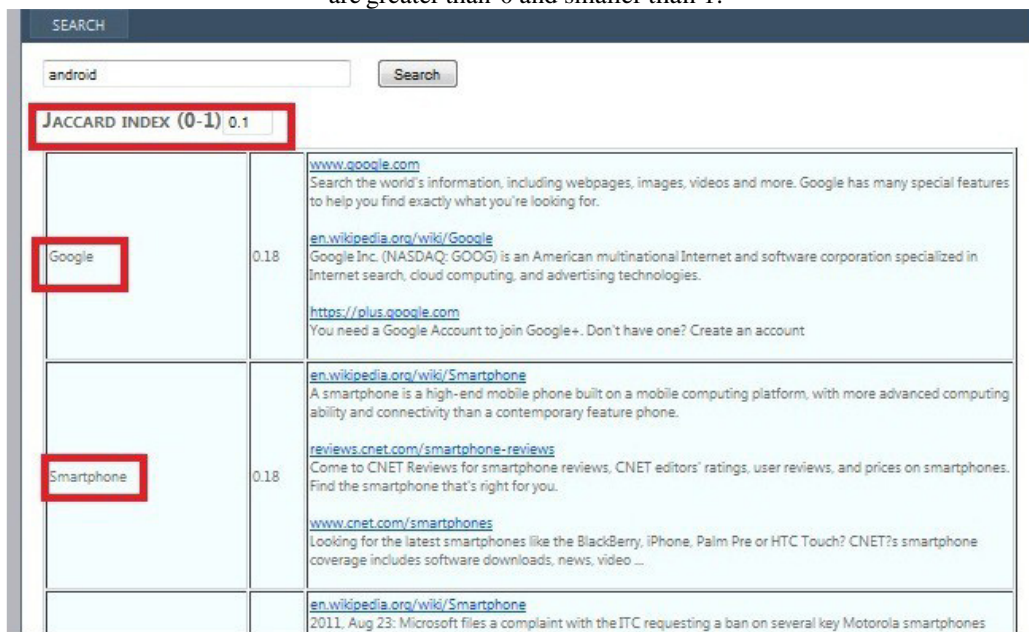 are greater than 0 and smaller than 1.
SEARCH
android
Search
JACCARD INDEX (0-1) 0.1
Google
0.18
www.google.com
Search the world's information, including webpages, images, videos and more. Google has many special features
to help you find exactly what you're looking for.
en.wikipedia.org/wiki/Google
Google Inc. (NASDAQ: GOOG) is an American multinational Internet and software corporation specialized in
Internet search, cloud computing, and advertising technologies.
https://plus.google.com
You need a Google Account to join Google+. Don't have one? Create an account
Smartphone
0.18
en.wikipedia.org/wiki/Smartphone
A smartphone is a high-end mobile phone built on a mobile computing platform, with more advanced computing
ability and connectivity than a contemporary feature phone.
reviews.cnet.com/smartphone-reviews
Come to CNET Reviews for smartphone reviews, CNET editors' ratings, user reviews, and prices on smartphones.
Find the smartphone that's right for you.
www.cnet.com/smartphones
Looking for the latest smartphones like the BlackBerry, iPhone, Palm Pre or HTC Touch? CNET?s smartphone
coverage includes software downloads, news, video ...
en.wikipedia.org/wiki/Smartphone
2011, Aug 23: Microsoft files a complaint with the ITC requesting a ban on several key Motorola smartphones